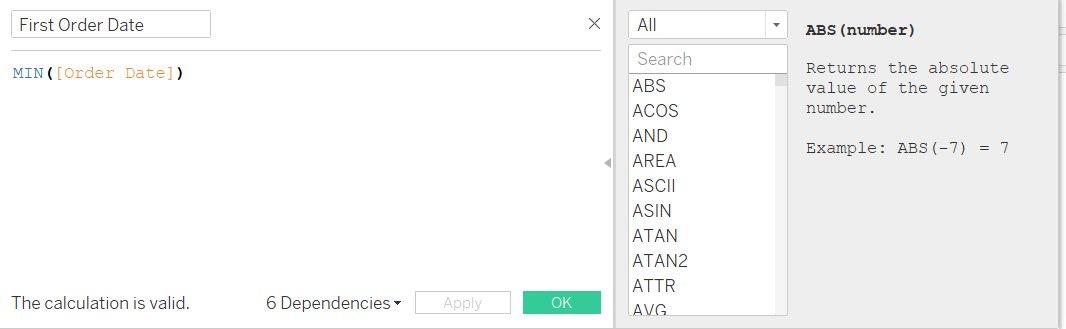 First Order Date
MIN([Order Date])
The calculation is valid.
6 Dependencies
Apply
OK
All
Search
ABS
ACOS
AND
AREA
ASCII
ASIN
ATAN
ATAN2
ATTR
AVG
ABS(number)
Returns the absolute
value of the given
number.
Example: ABS(-7) = 7